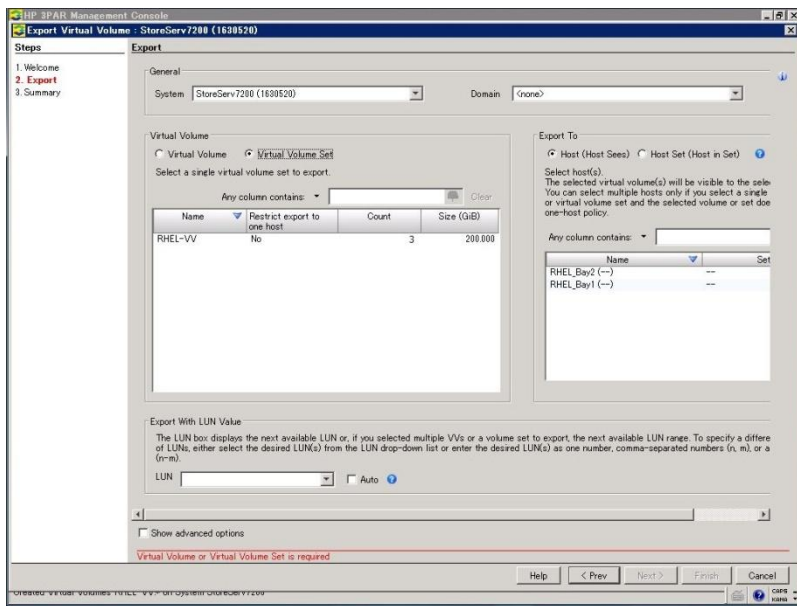 HP 3PAR Management Console
Export Virtual Volume : StoreServ7200 (1630520)
Steps
1. Welcome
2. Export
3. Summary
Export
General
System StoreServ7200 (1630520) Domain <none>
Virtual Volume
Virtual Volume Virtual Volume Set
Select a single virtual volume set to export.
Any column contains: Clear
Name Restrict export to one host Count Size (GiB)
RHEL-VV No 3 200.000
Export To
Host (Host Sees) Host Set (Host in Set)
Select host(s).
The selected virtual volume(s) will be visible to the sele
You can select multiple hosts only if you select a single
or virtual volume set and the selected volume or set doe
one-host policy.
Any column contains:
Name Set
RHEL_Bay2 (--) --
RHEL_Bay1 (--) --
Export With LUN Value
The LUN box displays the next available LUN or, if you selected multiple VVs or a volume set to export, the next available LUN range. To specify a differe
of LUNs, either select the desired LUN(s) from the LUN drop-down list or enter the desired LUN(s) as one number, comma-separated numbers (n, m), or a
(n-m).
LUN Auto
Show advanced options
Virtual Volume or Virtual Volume Set is required
Help < Prev Next > Finish Cancel
CAPS
KANA